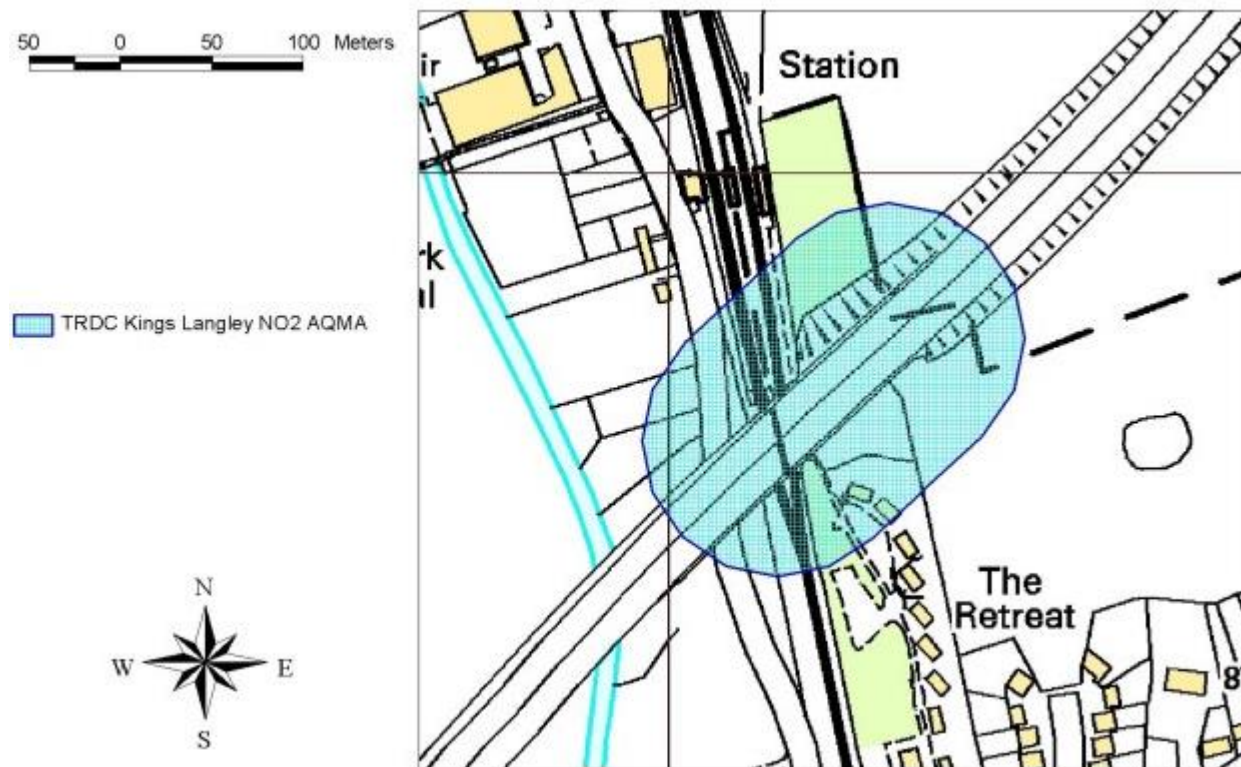 50 0 50 100 Meters
TRDC Kings Langley NO2 AQMA
N
W E
S
ir
Station
rk
al
The
Retreat
8